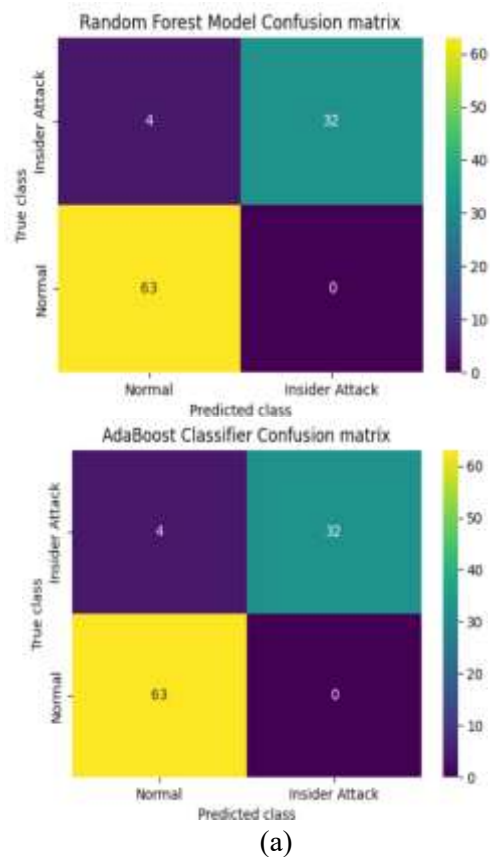 Random Forest Model Confusion matrix
True class
Insider Attack
Normal
4
32
63
0
60
50
40
30
20
10
0
Normal
Insider Attack
Predicted class
AdaBoost Classifier Confusion matrix
True class
Insider Attack
Normal
4
32
63
0
60
50
40
30
20
10
0
Normal
Insider Attack
Predicted class
(a)